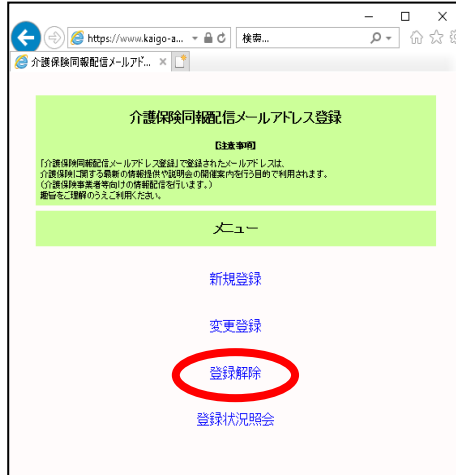 https://www.kaigo-a...
検索...
介護保険同報配信メールアド...
介護保険同報配信メールアドレス登録
【注意事項】
「介護保険同報配信メールアドレス登録」で登録されたメールアドレスは、
介護保険に関する最新の情報提供や説明会の開催案内を行う目的で利用されます。
（介護保険事業者等向けの情報配信を行います。）
趣旨をご理解のうえご利用ください。
メニュー
新規登録
変更登録
登録解除
登録状況照会